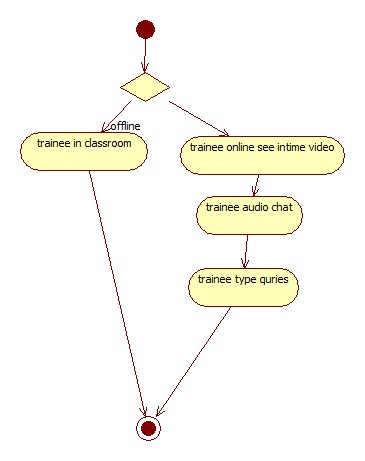 offline
trainee in classroom
trainee online see intime video
trainee audio chat
trainee type quries